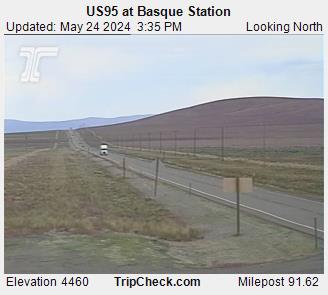 US95 at Basque Station
Updated: May 24 2024 3:35 PM Looking North
Elevation 4460 TripCheck.com Milepost 91.62